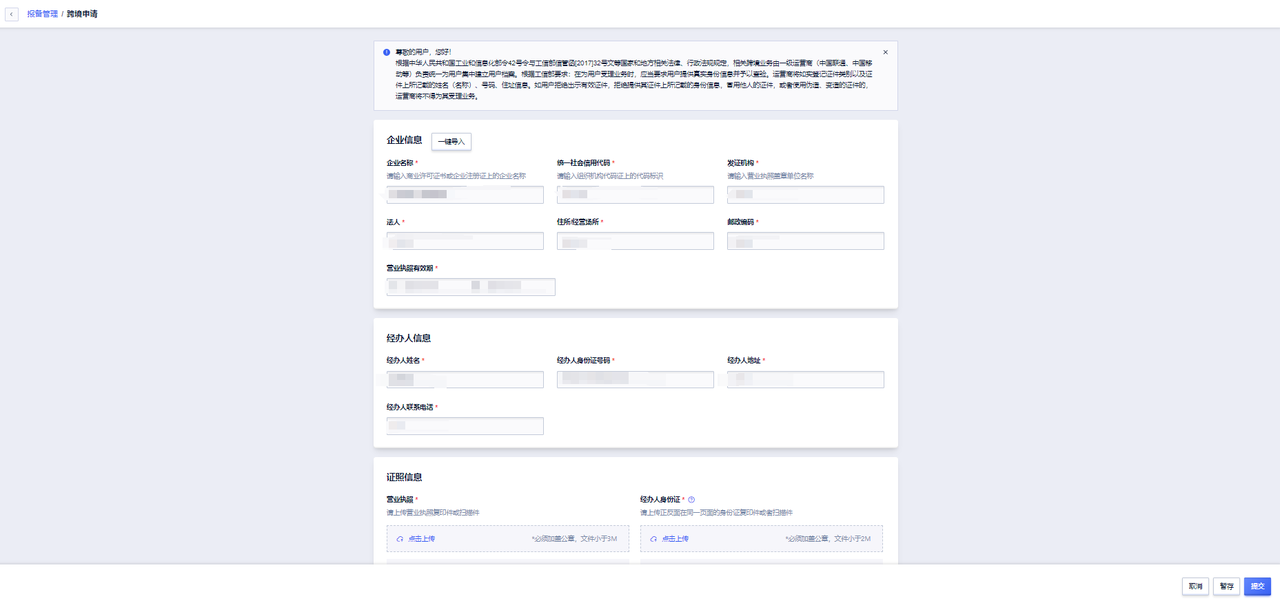 报备管理 / 跨境申请
尊敬的用户，您好!
根据中华人民共和国工业和信息化部令42号令与工信部信管函[2017]32号文等国家和地方相关法律、行政法规规定，相关跨境业务由一级运营商（中国联通、中国移
动等）负责统一为用户集中建立用户档案。根据工信部要求：在为用户受理业务时，应当要求用户提供真实身份信息并予以查验。运营商将如实登记证件类别以及证
件上所记载的姓名（名称）、号码、住址信息。如用户拒绝出示有效证件，拒绝提供其证件上所记载的身份信息、冒用他人的证件，或者使用伪造、变造的证件的，
运营商将不得为其受理业务。
企业信息 一键导入
企业名称 * 统一社会信用代码 * 发证机构 *
请输入商业许可证书或企业注册证上的企业名称 请输入组织机构代码证上的代码标识 请输入营业执照盖章单位名称
法人 * 住所/经营场所 * 邮政编码 *
营业执照有效期 *
经办人信息
经办人姓名 * 经办人身份证号码 * 经办人地址 *
经办人联系电话 *
证照信息
营业执照 * 经办人身份证 *
请上传营业执照复印件或扫描件 请上传正反面在同一页面的身份证复印件或者扫描件
点击上传 *必须加盖公章，文件小于3M 点击上传 *必须加盖公章，文件小于2M
取消 暂存 提交